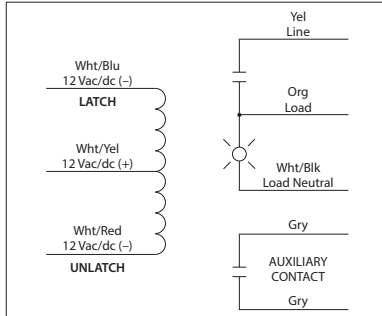 Wht/Blu
12 Vac/dc (–)
LATCH
Wht/Yel
12 Vac/dc (+)
Wht/Red
12 Vac/dc (–)
UNLATCH
Yel
Line
Org
Load
Wht/Blk
Load Neutral
Gry
AUXILIARY
CONTACT
Gry